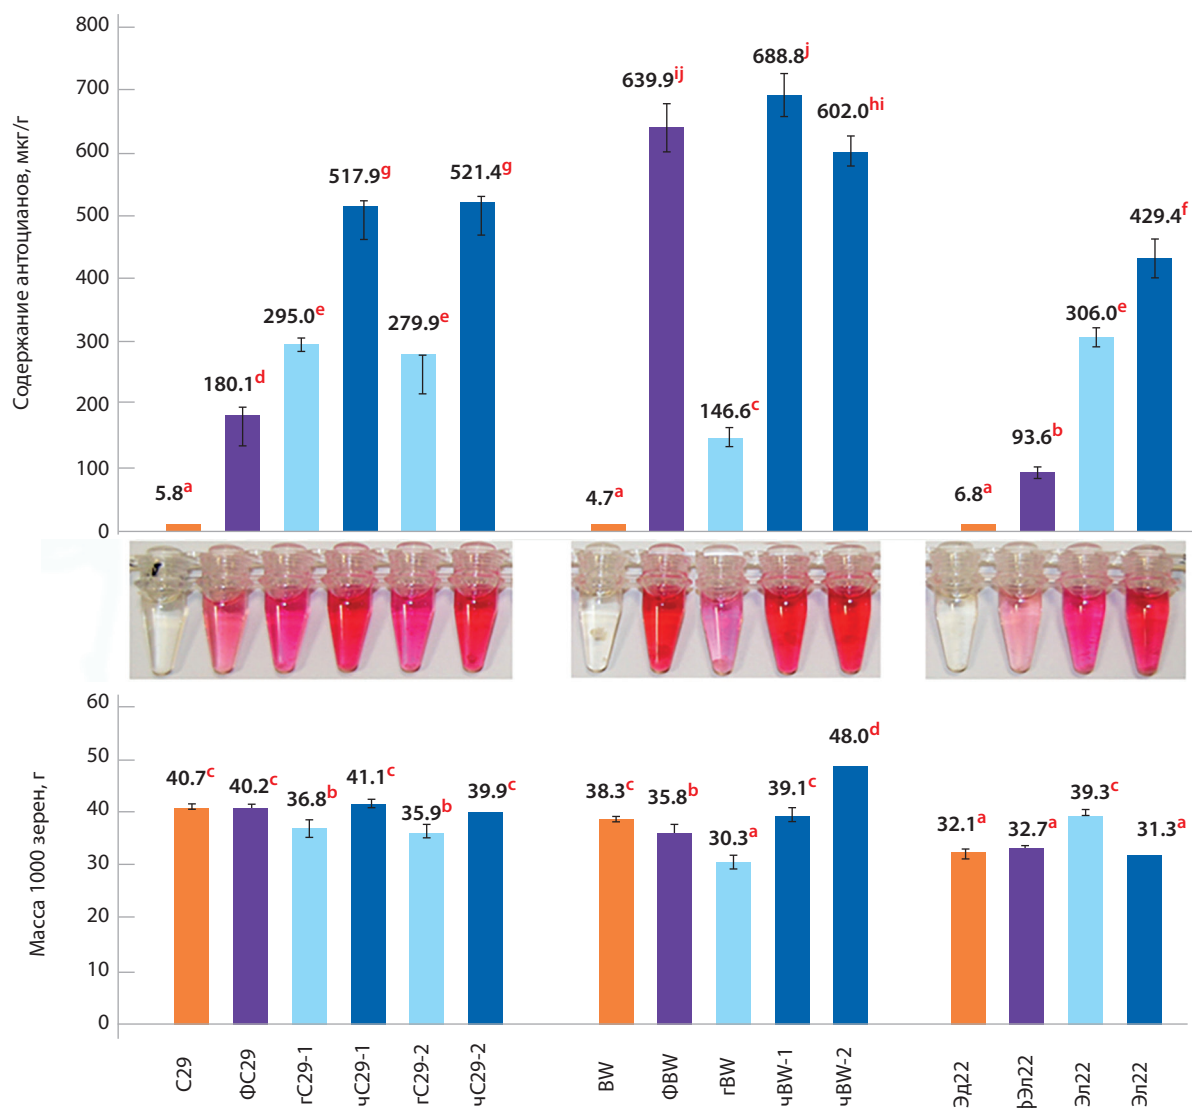 Содержание антоцианов, мкг/г
800
700
600
500
400
300
200
100
0
5.8a
180.1d
295.0e
517.9g
279.9e
521.4g
4.7a
639.9ij
146.6c
688.8j
602.0hi
6.8a
93.6b
306.0e
429.4f
Масса 1000 зерен, г
60
50
40
30
20
10
0
40.7c
40.2c
36.8b
41.1c
35.9b
39.9c
38.3c
35.8b
30.3a
39.1c
48.0d
32.1a
32.7a
39.3c
31.3a
С29
ФС29
гС29-1
чС29-1
гС29-2
чС29-2
BW
ФBW
гBW
чBW-1
чBW-2
Эд22
фЭл22
Эл22
Эл22